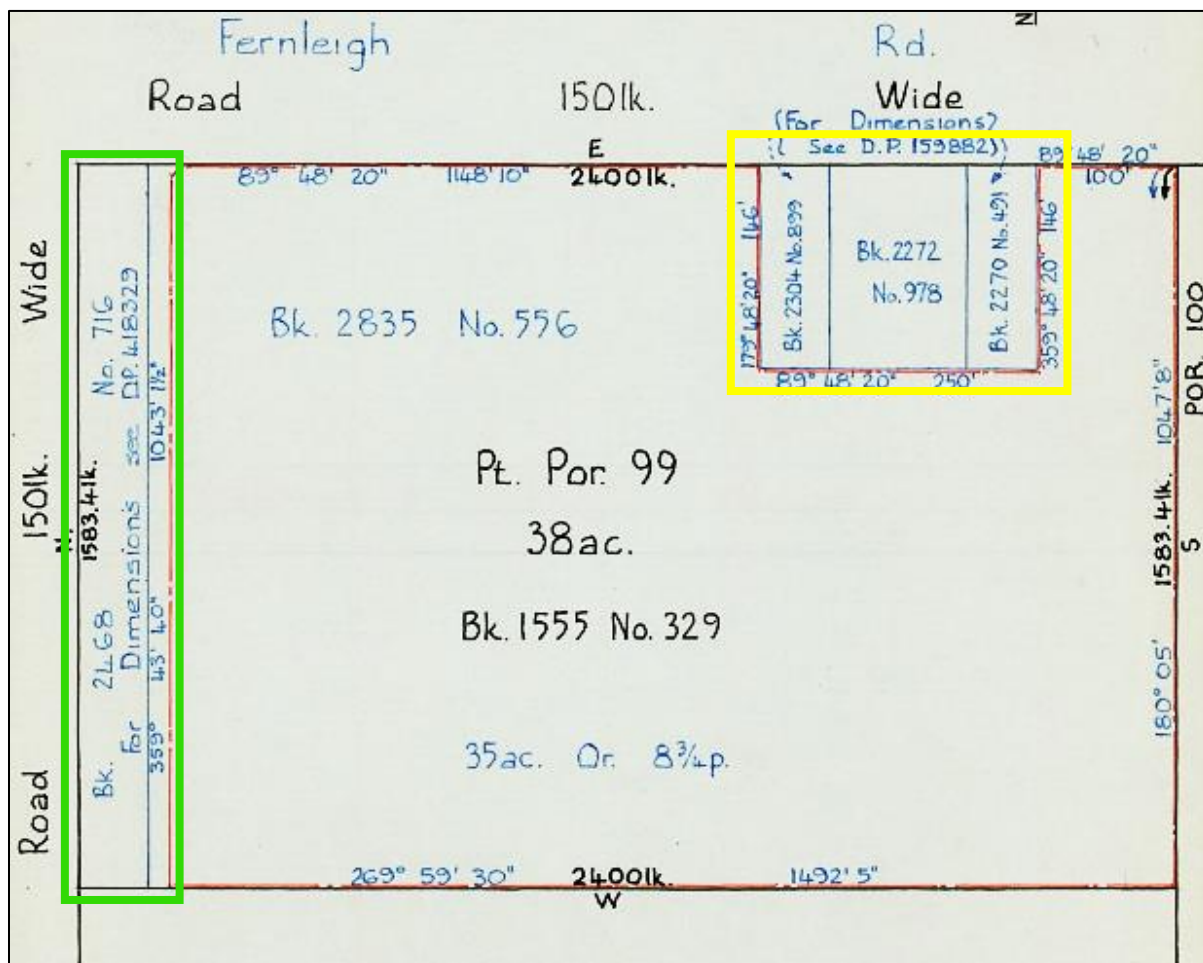 Fernleigh Rd.
Road 150lk. Wide
(For Dimensions)
(See D.P. 159882)
E
89° 48' 20" 1148' 10" 2400lk.
89° 48' 20"
100'
179° 48' 20" 146'
Bk. 2304 No. 899
Bk. 2272
No. 978
Bk. 2270 No. 491
359° 48' 20" 146'
89° 48' 20" 250'
Road 150lk. Wide
N.
1583.4lk.
Bk. 2468 No. 716
For Dimensions see D.P. 418329
359° 43' 40" 1043' 1½"
Bk. 2835 No. 556
Pt. Por. 99
38ac.
Bk. 1555 No. 329
35ac. 0r. 8¾p.
180° 05' 1047' 8"
1583.4lk.
S
POR. 100
269° 59' 30" 2400lk. 1492' 5"
W